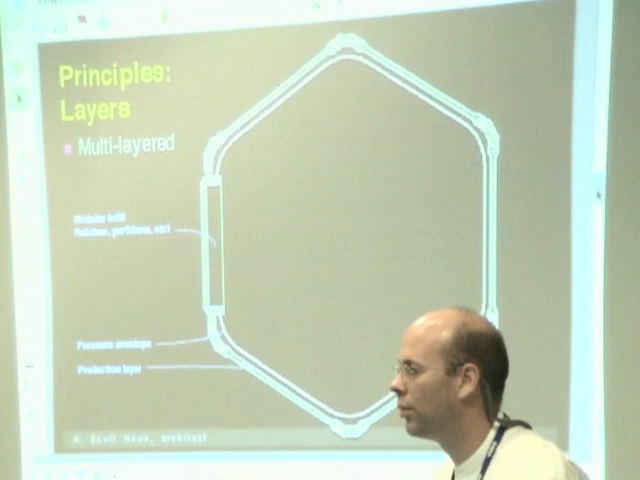 Principles:
Layers
Multi-layered
Modular infill
(hatches, partitions, etc)
Pressure envelope
Protection layer
A. Scott Howe, architect